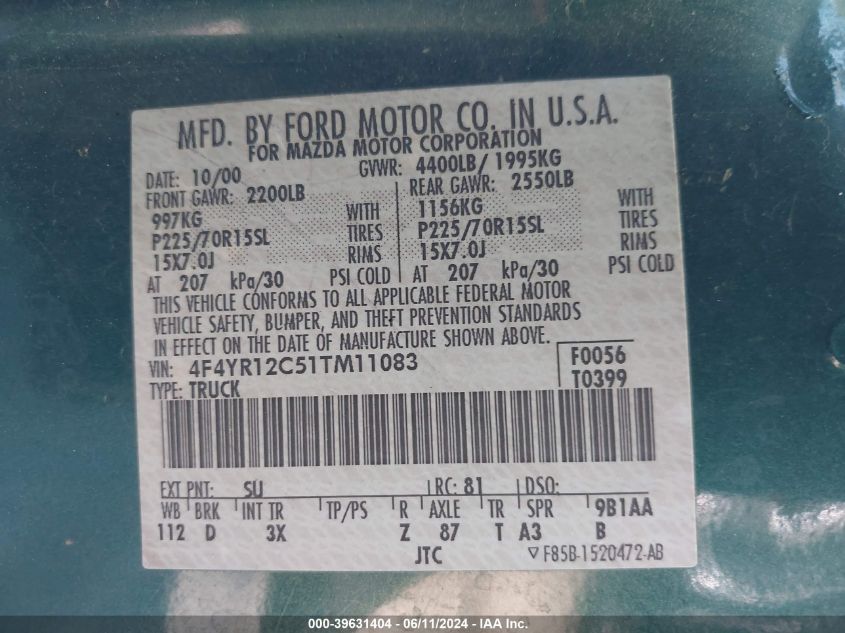 MFD. BY FORD MOTOR CO. IN U.S.A.
FOR MAZDA MOTOR CORPORATION
DATE: 10/00 GVWR: 4400LB/ 1995KG
FRONT GAWR: 2200LB REAR GAWR: 2550LB
997KG WITH 1156KG WITH
P225/70R15SL TIRES P225/70R15SL TIRES
15X7.0J RIMS 15X7.0J RIMS
AT 207 kPa/30 PSI COLD AT 207 kPa/30 PSI COLD
THIS VEHICLE CONFORMS TO ALL APPLICABLE FEDERAL MOTOR
VEHICLE SAFETY, BUMPER, AND THEFT PREVENTION STANDARDS
IN EFFECT ON THE DATE OF MANUFACTURE SHOWN ABOVE.
VIN: 4F4YR12C51TM11083 F0056
TYPE: TRUCK T0399
EXT PNT: SU RC: 81 DSO:
WB BRK INT TR TP/PS R AXLE TR SPR 9B1AA
112 D 3X Z 87 T A3 B
JTC ▽F85B-1520472-AB
000-39631404 - 06/11/2024 - IAA Inc.